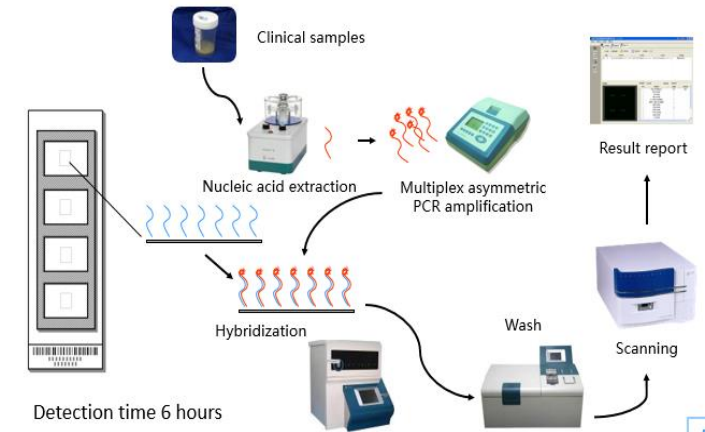 Clinical samples
Result report
Nucleic acid extraction
Multiplex asymmetric
PCR amplification
Hybridization
Wash
Scanning
Detection time 6 hours